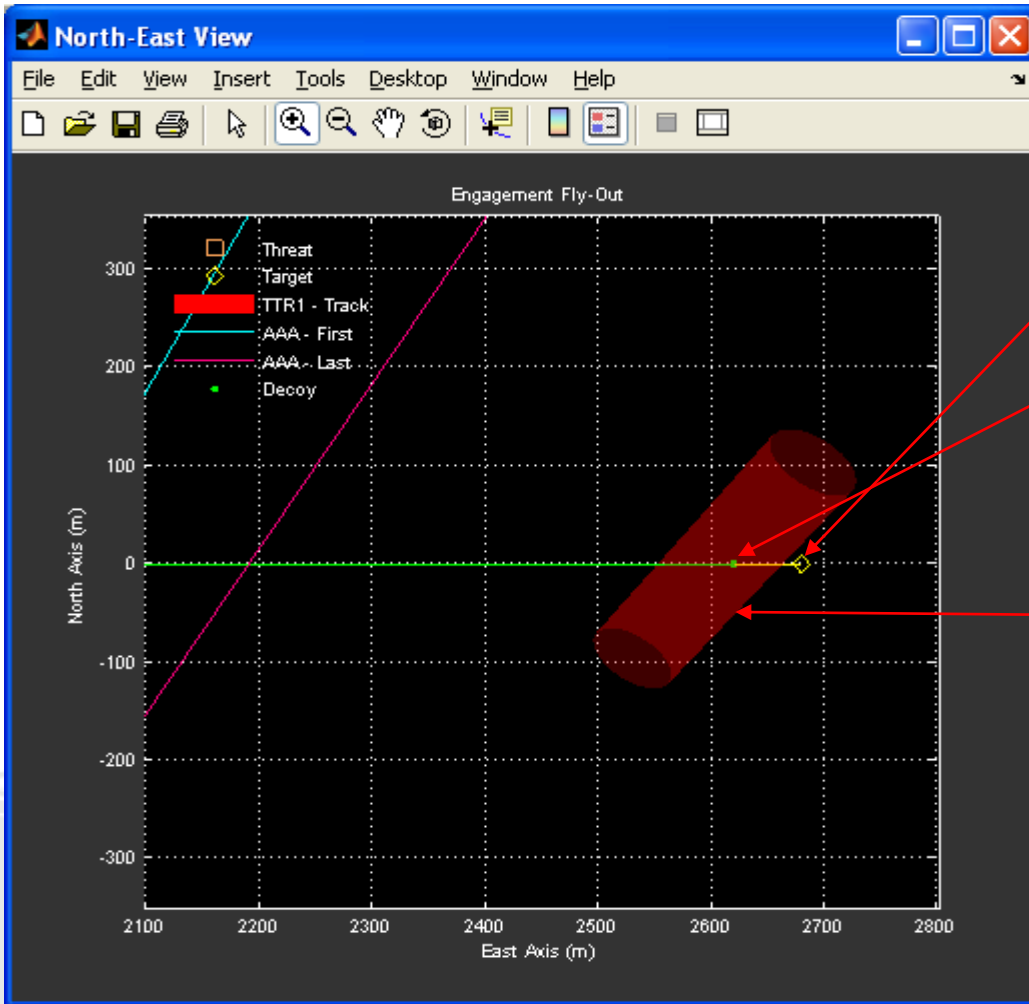 North-East View
File Edit View Insert Tools Desktop Window Help
Engagement Fly-Out
Threat
Target
TTR1 - Track
AAA - First
AAA - Last
Decoy
300
200
100
0
-100
-200
-300
North Axis (m)
2100 2200 2300 2400 2500 2600 2700 2800
East Axis (m)